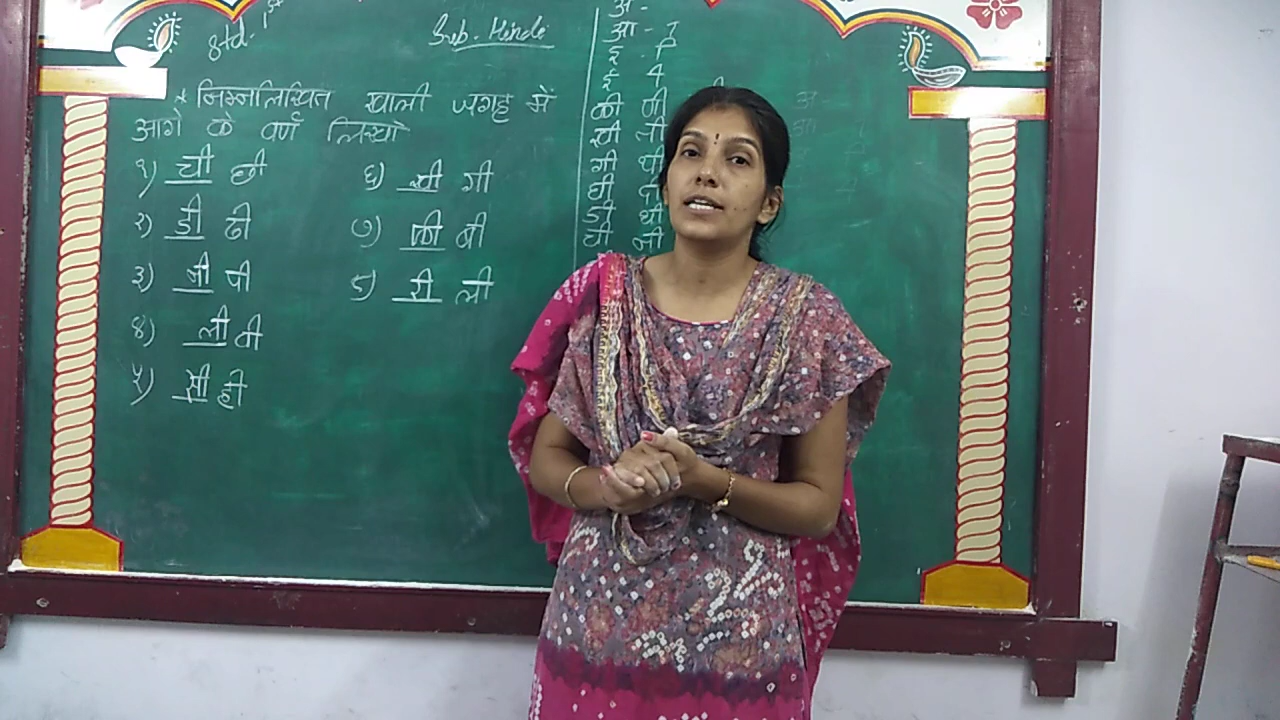 Std - 1st
Sub - Hindi
* निम्नलिखित खाली जगह में
आगे के वर्ण लिखो
१) ची छी
२) डी ढी
३) पी
४) ली वी
५) सी ही
६) खी गी
७) बी
८) री ली
अ -
आ - ा
इ ि
ई ी
की
खी
गी
घी
ची